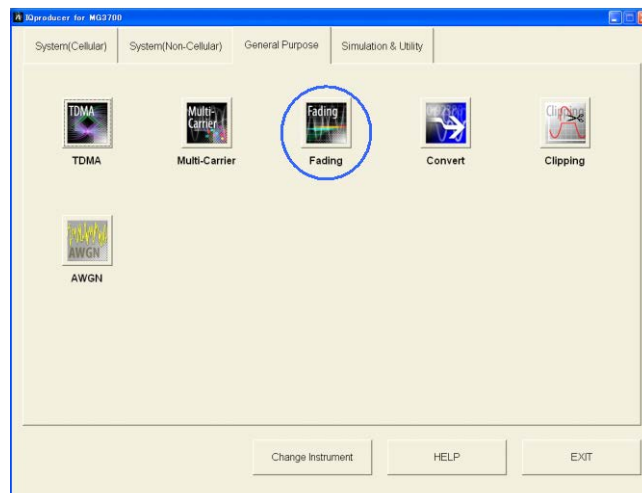 IQproducer for MG3700
System(Cellular) System(Non-Cellular) General Purpose Simulation & Utility
TDMA Multi-Carrier Fading Clipping
TDMA Multi-Carrier Fading Convert Clipping
AWGN
AWGN
Change Instrument HELP EXIT